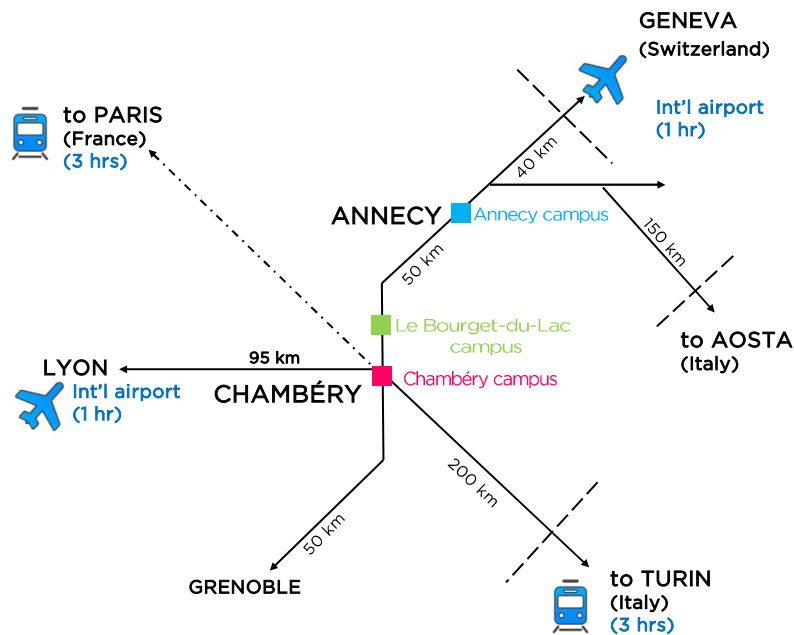 GENEVA
(Switzerland)
Int'l airport
(1 hr)
to PARIS
(France)
(3 hrs)
40 km
ANNECY
Annecy campus
50 km
150 km
to AOSTA
(Italy)
Le Bourget-du-Lac
campus
95 km
LYON
Int'l airport
(1 hr)
CHAMBÉRY
Chambéry campus
200 km
50 km
GRENOBLE
to TURIN
(Italy)
(3 hrs)